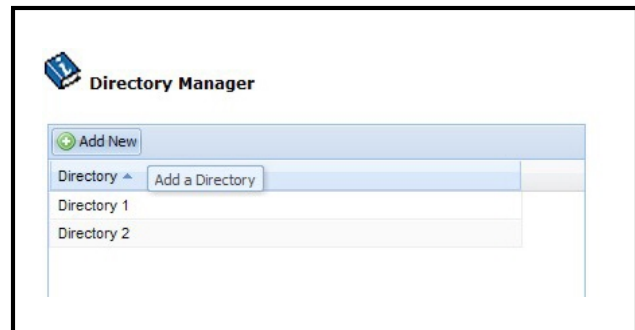 Directory Manager
Add New
Directory
Add a Directory
Directory 1
Directory 2